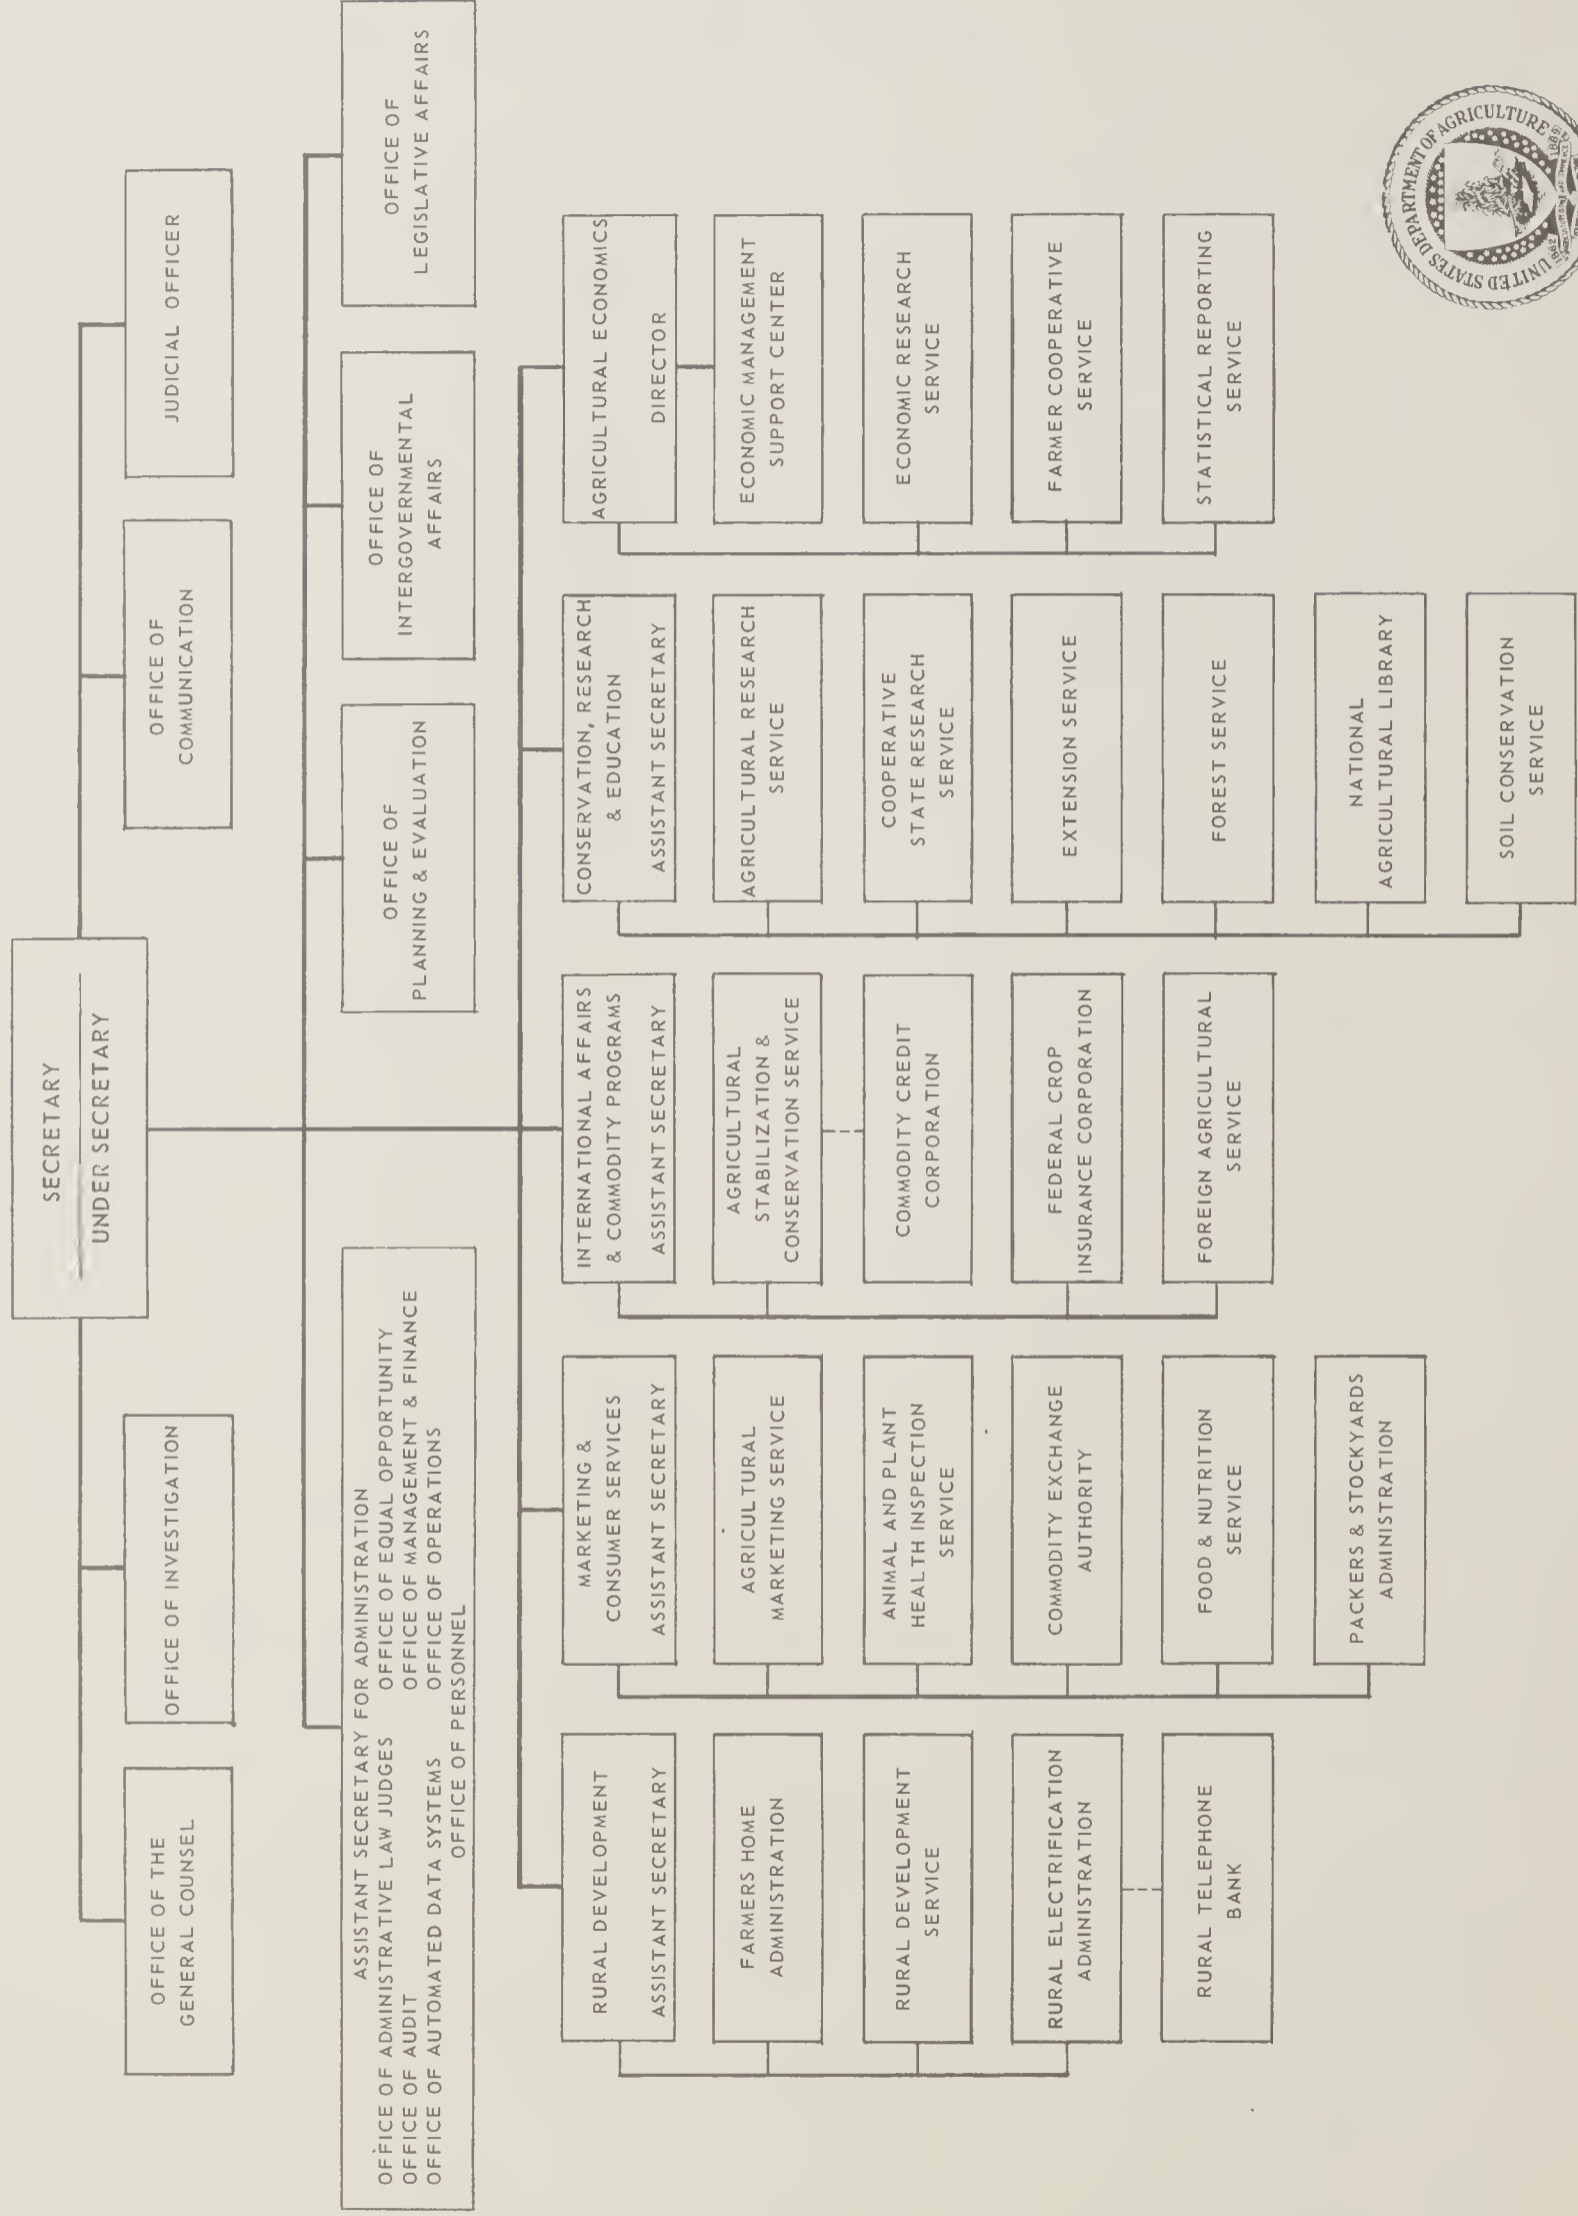 SECRETARY
UNDER SECRETARY
OFFICE OF THE
GENERAL COUNSEL
OFFICE OF INVESTIGATION
OFFICE OF
COMMUNICATION
JUDICIAL OFFICER
ASSISTANT SECRETARY FOR ADMINISTRATION
OFFICE OF ADMINISTRATIVE LAW JUDGES OFFICE OF EQUAL OPPORTUNITY
OFFICE OF AUDIT OFFICE OF MANAGEMENT & FINANCE
OFFICE OF AUTOMATED DATA SYSTEMS OFFICE OF OPERATIONS
OFFICE OF PERSONNEL
OFFICE OF
PLANNING & EVALUATION
OFFICE OF
INTERGOVERNMENTAL
AFFAIRS
OFFICE OF
LEGISLATIVE AFFAIRS
RURAL DEVELOPMENT
ASSISTANT SECRETARY
FARMERS HOME
ADMINISTRATION
RURAL DEVELOPMENT
SERVICE
RURAL ELECTRIFICATION
ADMINISTRATION
RURAL TELEPHONE
BANK
MARKETING &
CONSUMER SERVICES
ASSISTANT SECRETARY
AGRICULTURAL
MARKETING SERVICE
ANIMAL AND PLANT
HEALTH INSPECTION
SERVICE
COMMODITY EXCHANGE
AUTHORITY
FOOD & NUTRITION
SERVICE
PACKERS & STOCKYARDS
ADMINISTRATION
INTERNATIONAL AFFAIRS
& COMMODITY PROGRAMS
ASSISTANT SECRETARY
AGRICULTURAL
STABILIZATION &
CONSERVATION SERVICE
COMMODITY CREDIT
CORPORATION
FEDERAL CROP
INSURANCE CORPORATION
FOREIGN AGRICULTURAL
SERVICE
CONSERVATION, RESEARCH
& EDUCATION
ASSISTANT SECRETARY
AGRICULTURAL RESEARCH
SERVICE
COOPERATIVE
STATE RESEARCH
SERVICE
EXTENSION SERVICE
FOREST SERVICE
NATIONAL
AGRICULTURAL LIBRARY
SOIL CONSERVATION
SERVICE
AGRICULTURAL ECONOMICS
DIRECTOR
ECONOMIC MANAGEMENT
SUPPORT CENTER
ECONOMIC RESEARCH
SERVICE
FARMER COOPERATIVE
SERVICE
STATISTICAL REPORTING
SERVICE
UNITED STATES DEPARTMENT OF AGRICULTURE
1862
1889